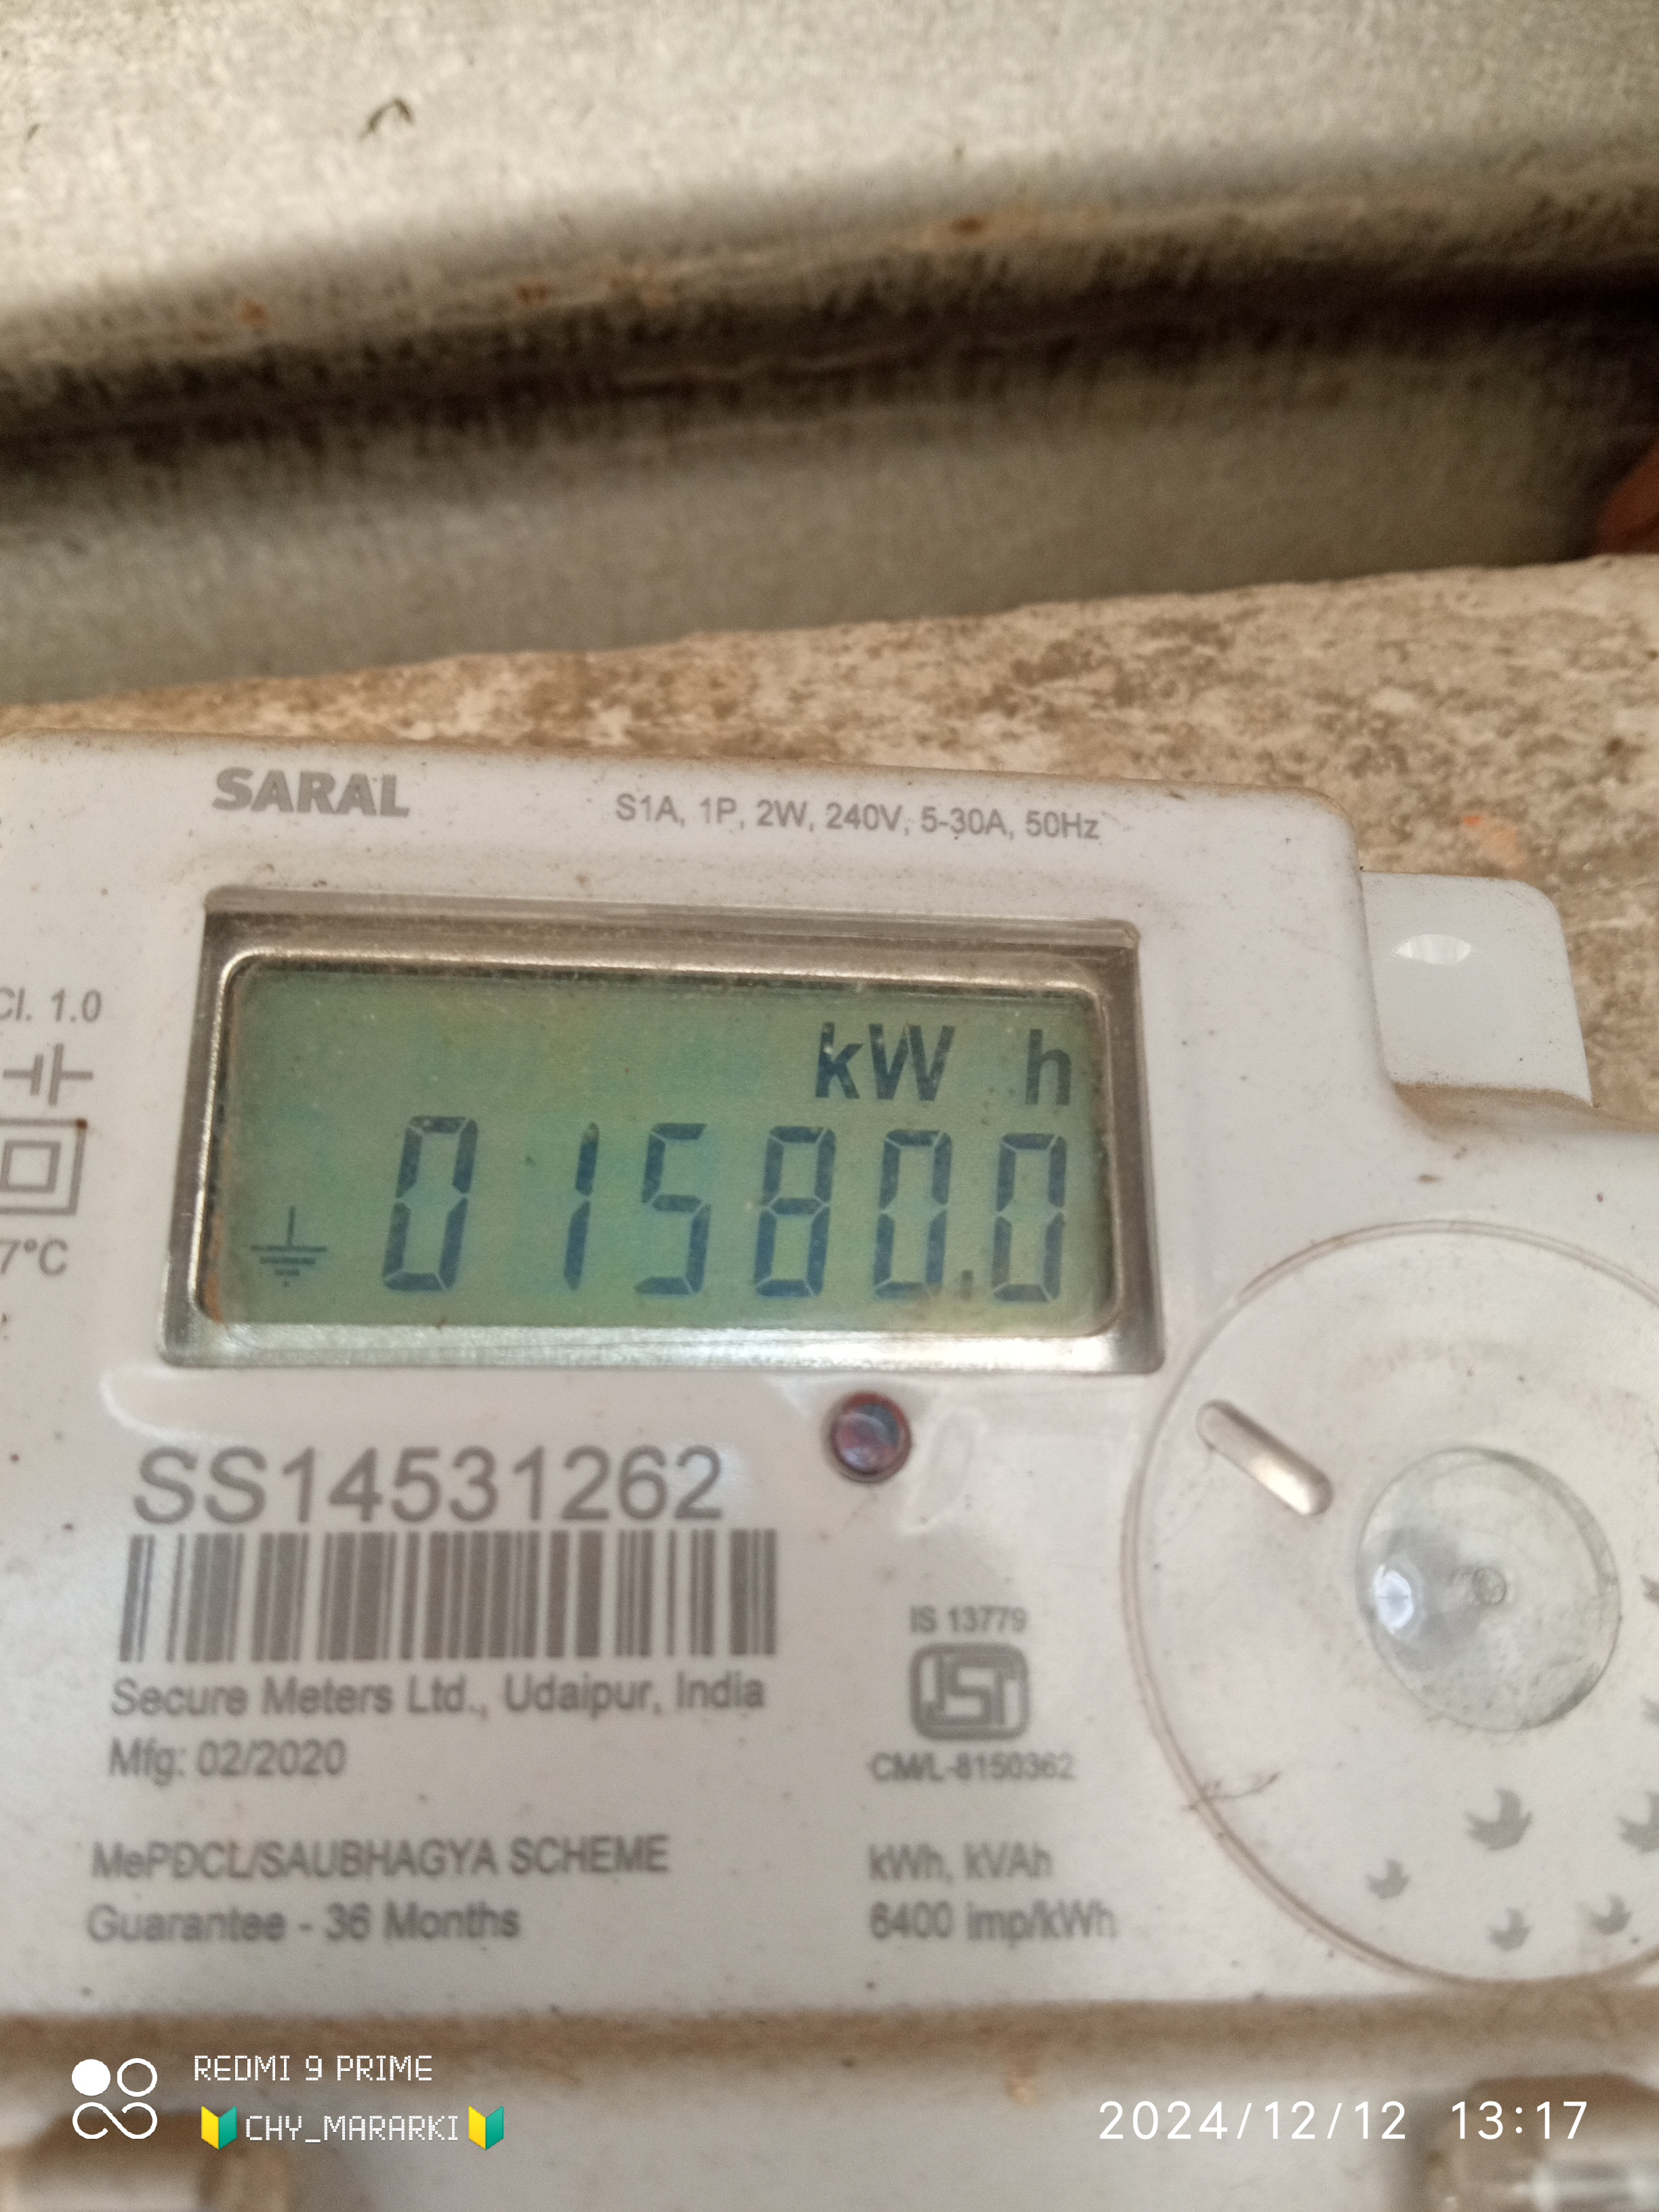 SARAL
S1A, 1P, 2W, 240V, 5-30A, 50Hz
Cl. 1.0
7°C
kW h
01580.0
SS14531262
Secure Meters Ltd., Udaipur, India
Mfg: 02/2020
IS 13779
CM/L-8150362
MePDCL/SAUBHAGYA SCHEME
Guarantee - 36 Months
kWh, kVAh
6400 imp/kWh
REDMI 9 PRIME
🔰CHY_MARARKI🔰
2024/12/12 13:17